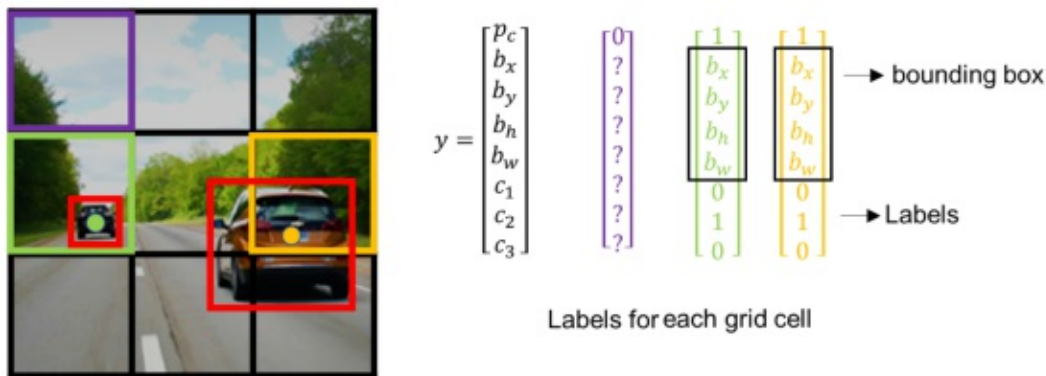 y = [p_c b_x b_y b_h b_w c_1 c_2 c_3]
[0 ? ? ? ? ? ? ?]
[1 b_x b_y b_h b_w 0 1 0]
[1 b_x b_y b_h b_w 0 1 0]
bounding box
Labels
Labels for each grid cell